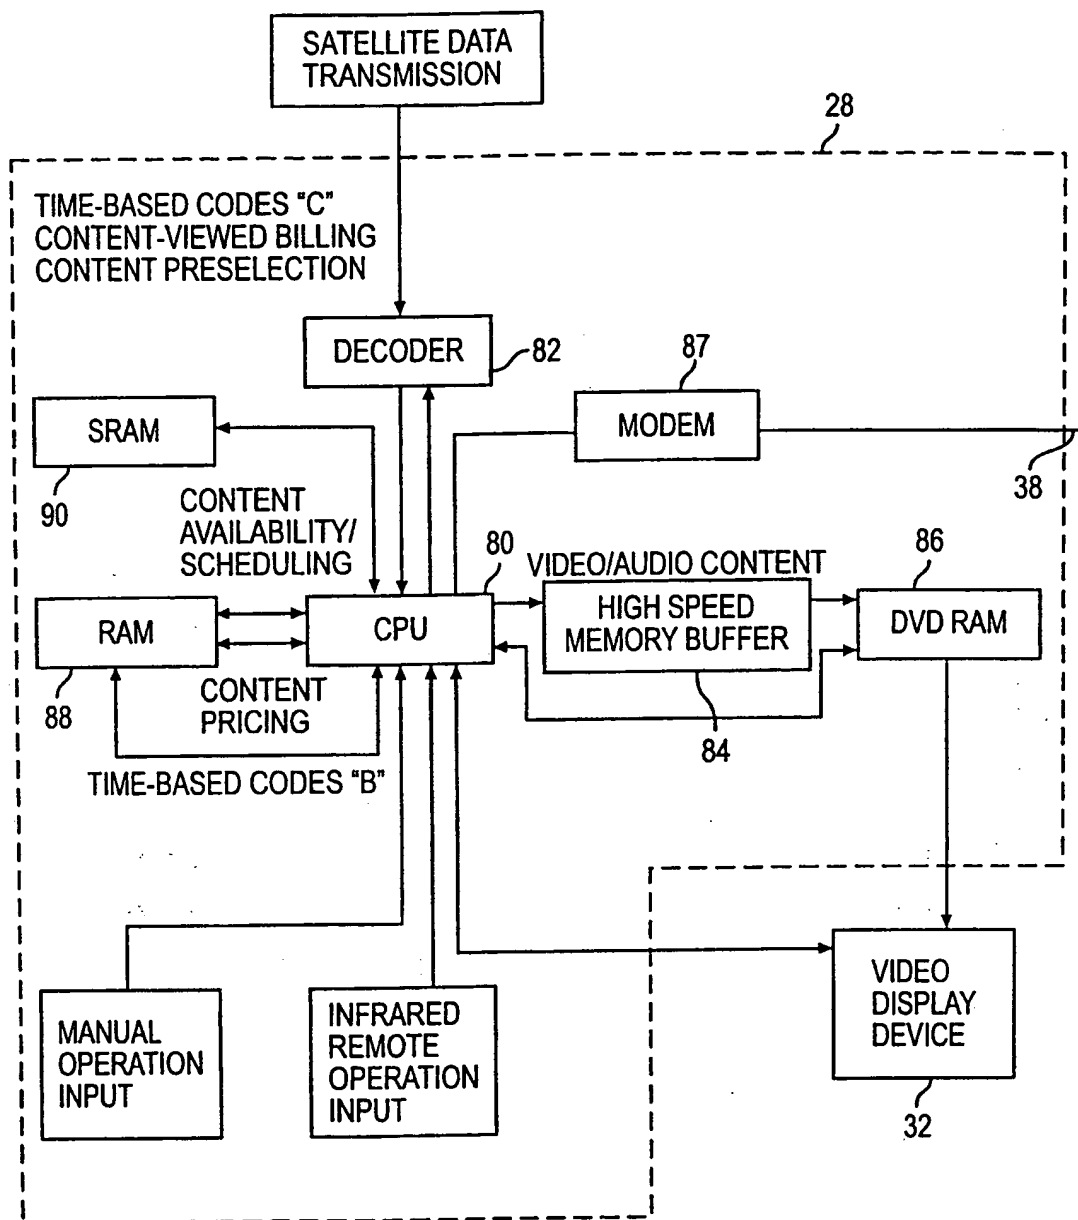 SATELLITE DATA
TRANSMISSION
28
TIME-BASED CODES "C"
CONTENT-VIEWED BILLING
CONTENT PRESELECTION
DECODER
82
87
MODEM
38
SRAM
90
CONTENT
AVAILABILITY/
SCHEDULING
80
VIDEO/AUDIO CONTENT
86
RAM
88
CPU
HIGH SPEED
MEMORY BUFFER
84
DVD RAM
CONTENT
PRICING
TIME-BASED CODES "B"
MANUAL
OPERATION
INPUT
INFRARED
REMOTE
OPERATION
INPUT
VIDEO
DISPLAY
DEVICE
32